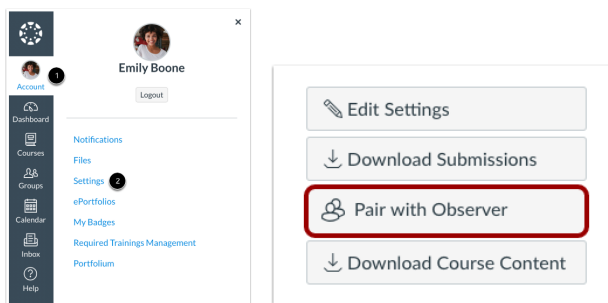 ×
Emily Boone
Logout
1
Account
Dashboard
Courses
Groups
Calendar
Inbox
Help
Notifications
Files
Settings 2
ePortfolios
My Badges
Required Trainings Management
Portfolium
Edit Settings
Download Submissions
Pair with Observer
Download Course Content